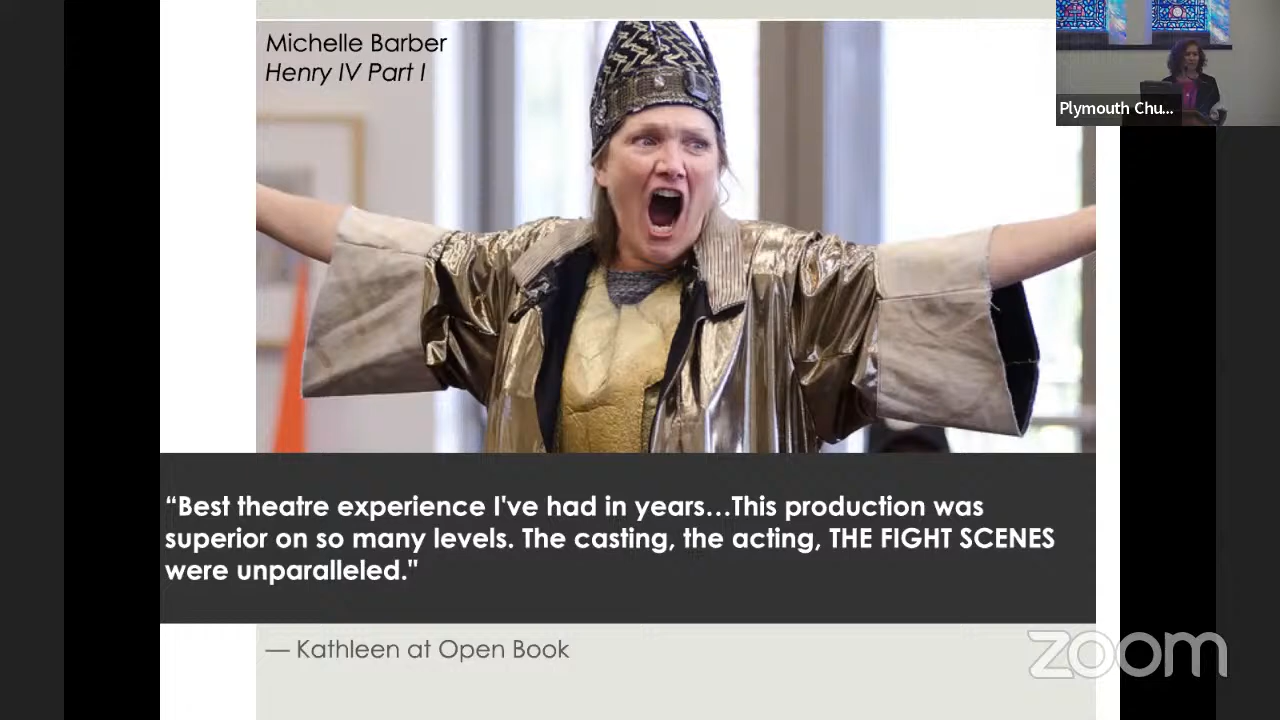 Michelle Barber
Henry IV Part I
Plymouth Chu...
“Best theatre experience I've had in years…This production was
superior on so many levels. The casting, the acting, THE FIGHT SCENES
were unparalleled."
— Kathleen at Open Book
zoom